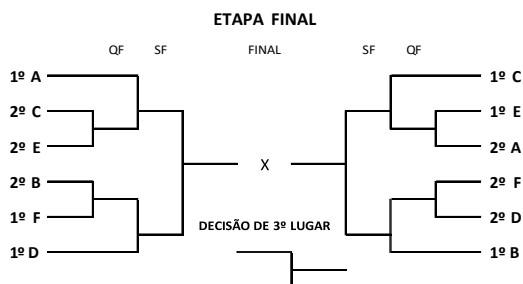 ETAPA FINAL
QF SF FINAL SF QF
1º A 1º C
2º C 1º E
2º E 2º A
X
2º B 2º F
1º F 2º D
DECISÃO DE 3º LUGAR
1º D 1º B